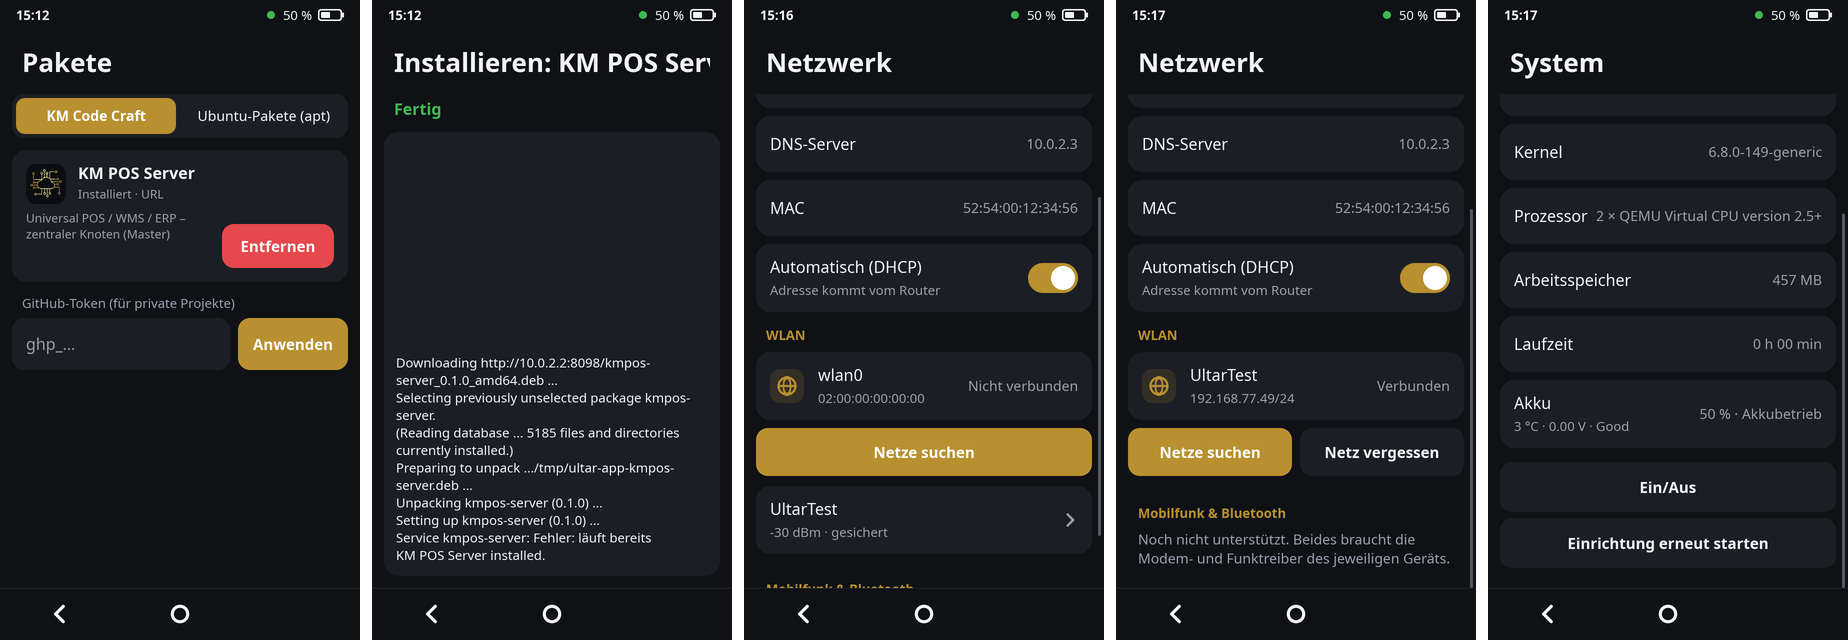 15:12
50 %
Pakete
KM Code Craft
Ubuntu-Pakete (apt)
KM POS Server
Installiert · URL
Universal POS / WMS / ERP –
zentraler Knoten (Master)
Entfernen
GitHub-Token (für private Projekte)
ghp_...
Anwenden
15:12
50 %
Installieren: KM POS Serv
Fertig
Downloading http://10.0.2.2:8098/kmpos-
server_0.1.0_amd64.deb ...
Selecting previously unselected package kmpos-
server.
(Reading database ... 5185 files and directories
currently installed.)
Preparing to unpack .../tmp/ultar-app-kmpos-
server.deb ...
Unpacking kmpos-server (0.1.0) ...
Setting up kmpos-server (0.1.0) ...
Service kmpos-server: Fehler: läuft bereits
KM POS Server installed.
15:16
50 %
Netzwerk
DNS-Server
10.0.2.3
MAC
52:54:00:12:34:56
Automatisch (DHCP)
Adresse kommt vom Router
WLAN
wlan0
02:00:00:00:00:00
Nicht verbunden
Netze suchen
UltarTest
-30 dBm · gesichert
Mobilfunk & Bluetooth
15:17
50 %
Netzwerk
DNS-Server
10.0.2.3
MAC
52:54:00:12:34:56
Automatisch (DHCP)
Adresse kommt vom Router
WLAN
UltarTest
192.168.77.49/24
Verbunden
Netze suchen
Netz vergessen
Mobilfunk & Bluetooth
Noch nicht unterstützt. Beides braucht die
Modem- und Funktreiber des jeweiligen Geräts.
15:17
50 %
System
Kernel
6.8.0-149-generic
Prozessor
2 × QEMU Virtual CPU version 2.5+
Arbeitsspeicher
457 MB
Laufzeit
0 h 00 min
Akku
3 °C · 0.00 V · Good
50 % · Akkubetrieb
Ein/Aus
Einrichtung erneut starten